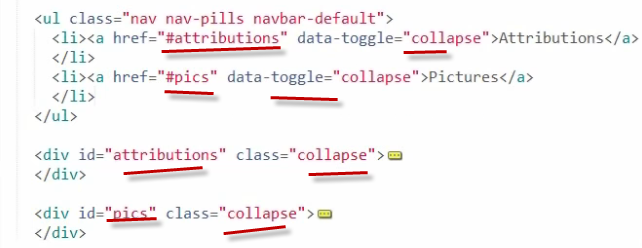 <ul class="nav nav-pills navbar-default">
<li><a href="#attributions" data-toggle="collapse">Attributions</a>
</li>
<li><a href="#pics" data-toggle="collapse">Pictures</a>
</li>
</ul>
<div id="attributions" class="collapse">
</div>
<div id="pics" class="collapse">
</div>